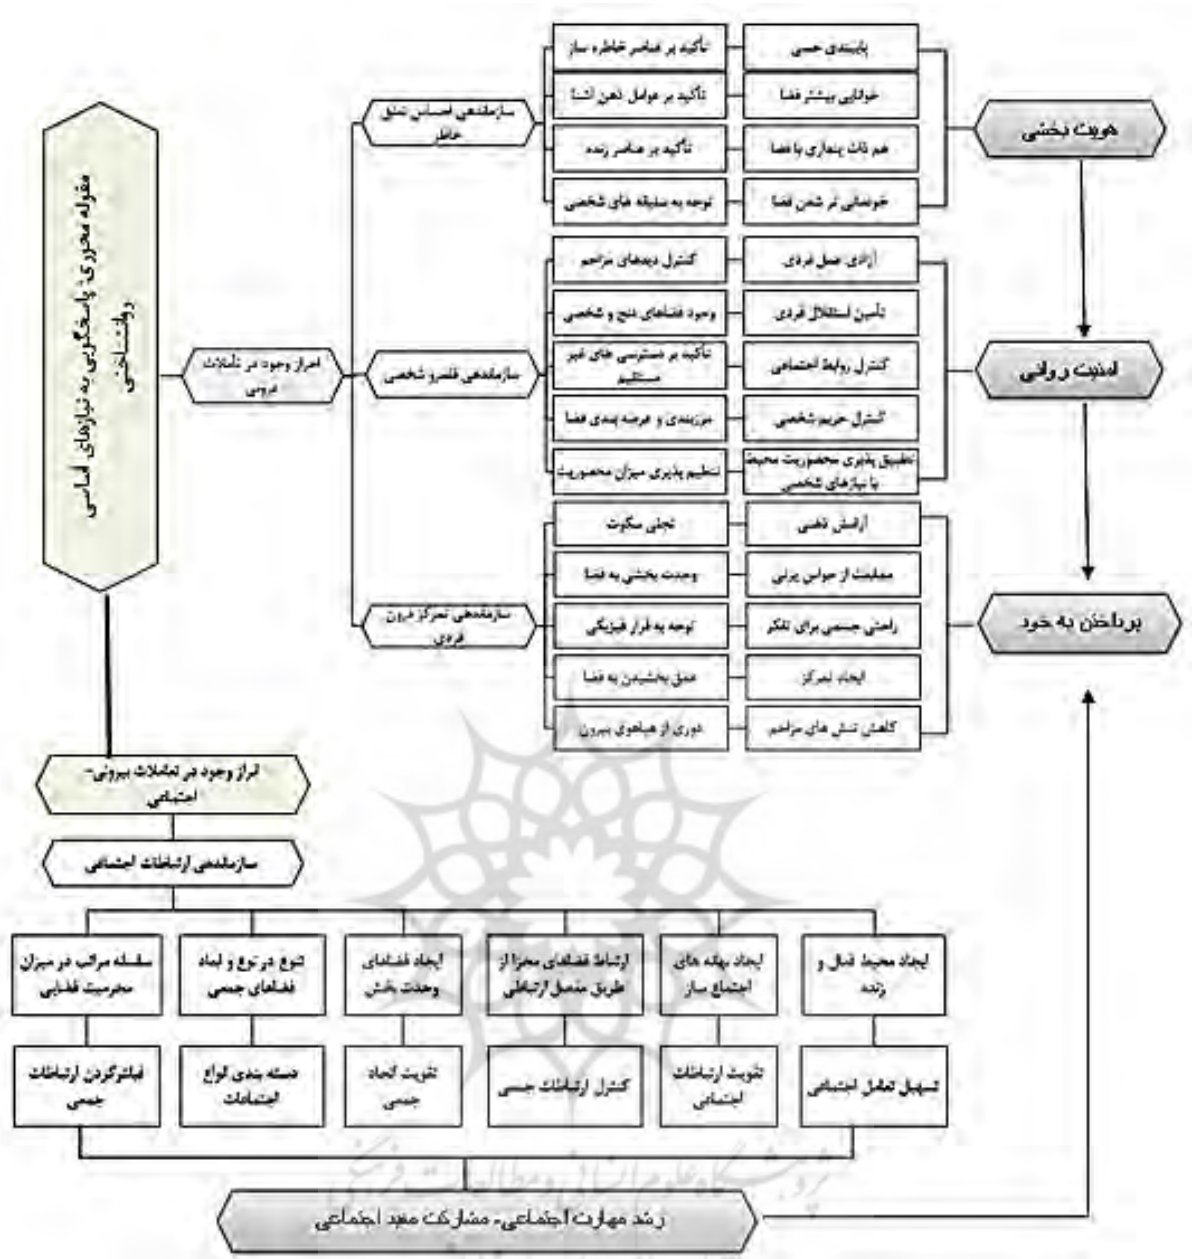 مقوله محوری: پاسخگویی به نیازهای اساسی
روانشناختی
احراز وجود در تأملات
درونی
سازماندهی احساس تعلق
خاطر
تأکید بر عناصر خاطره ساز
پایبندی حسی
تأکید بر عوامل ذهن آشنا
خوانایی بیشتر فضا
تأکید بر عناصر زنده
هم ذات پنداری با فضا
توجه به سلیقه های شخصی
خودمانی تر شدن فضا
هویت بخشی
سازماندهی قلمرو شخصی
کنترل دیدهای مزاحم
آزادی عمل فردی
وجود فضاهای دنج و شخصی
تأمین استقلال فردی
تأکید بر دسترسی های غیر
مستقیم
کنترل روابط اجتماعی
مرزبندی و عرصه بندی فضا
کنترل حریم شخصی
تنظیم پذیری میزان محصوریت
تطبیق پذیری محصوریت محیط
با نیازهای شخصی
امنیت روانی
سازماندهی تمرکز درون
فردی
تجلی سکوت
آرامش ذهنی
وحدت بخشی به فضا
ممانعت از حواس پرتی
توجه به قرار فیزیکی
راحتی جسمی برای تفکر
عمق بخشیدن به فضا
ایجاد تمرکز
دوری از هیاهوی بیرون
کاهش تنش های مزاحم
پرداختن به خود
ابراز وجود در تعاملات بیرونی-
اجتماعی
سازماندهی ارتباطات اجتماعی
ایجاد محیط فعال و
زنده
ایجاد بهانه های
اجتماع ساز
ارتباط فضاهای مجزا از
طریق مفصل ارتباطی
ایجاد فضاهای
وحدت بخش
تنوع در نوع و ابعاد
فضاهای جمعی
سلسله مراتب در میزان
محرمیت فضایی
تسهیل تعامل اجتماعی
تقویت ارتباطات
اجتماعی
کنترل ارتباطات جمعی
تقویت اتحاد
جمعی
دسته بندی انواع
اجتماعات
فیلترکردن ارتباطات
جمعی
پژوهشگاه علوم انسانی و مطالعات فرهنگی
رشد مهارت اجتماعی- مشارکت مفید اجتماعی